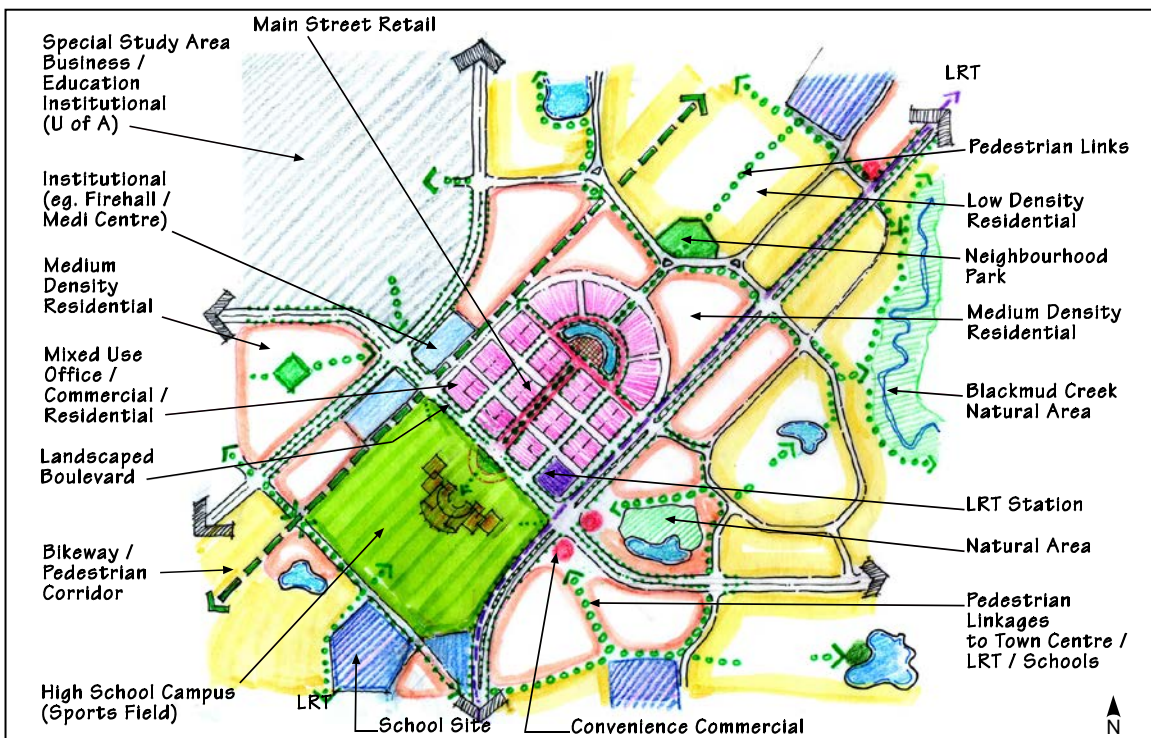 Main Street Retail
Special Study Area
Business /
Education
Institutional
(U of A)
Institutional
(eg. Firehall /
Medi Centre)
Medium
Density
Residential
Mixed Use
Office /
Commercial /
Residential
Landscaped
Boulevard
Bikeway /
Pedestrian
Corridor
High School Campus
(Sports Field)
LRT
School Site
Convenience Commercial
LRT
Pedestrian Links
Low Density
Residential
Neighbourhood
Park
Medium Density
Residential
Blackmud Creek
Natural Area
LRT Station
Natural Area
Pedestrian
Linkages
to Town Centre /
LRT / Schools
N